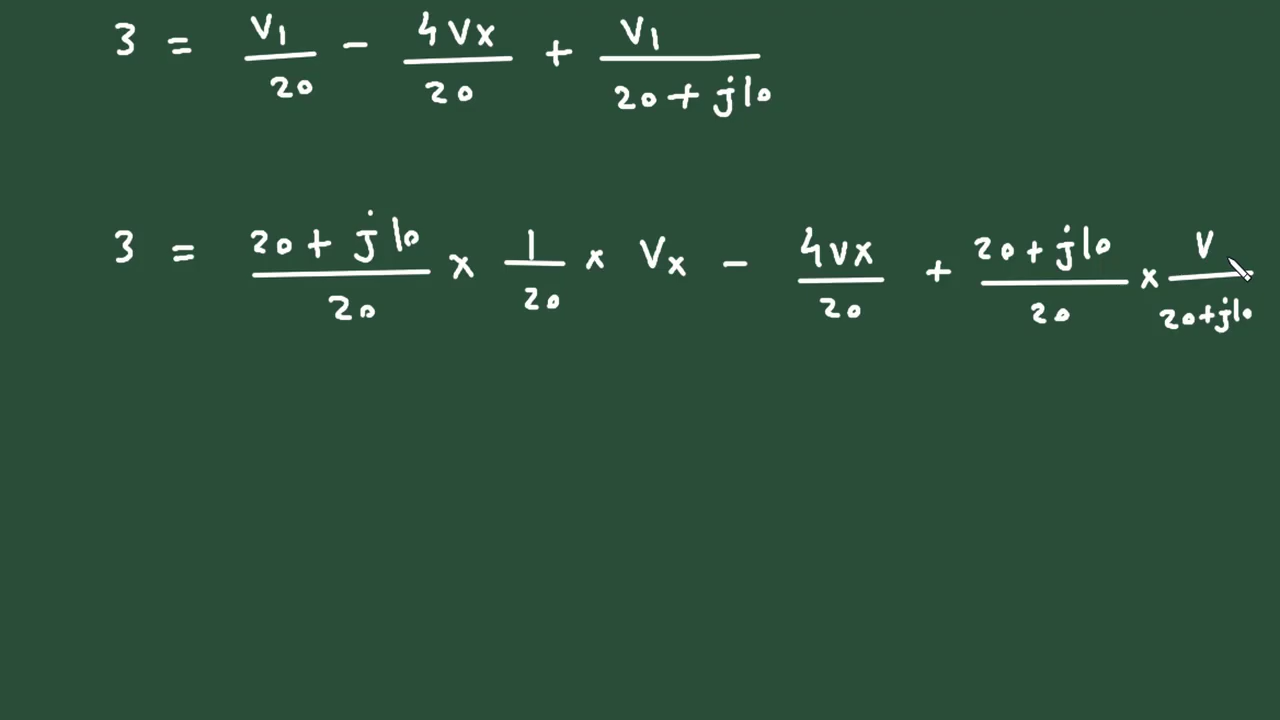 3 = V1/20 - 4Vx/20 + V1/(20 + j10)
3 = (20 + j10)/20 x 1/20 x Vx - 4Vx/20 + (20 + j10)/20 x V/(20+j10)